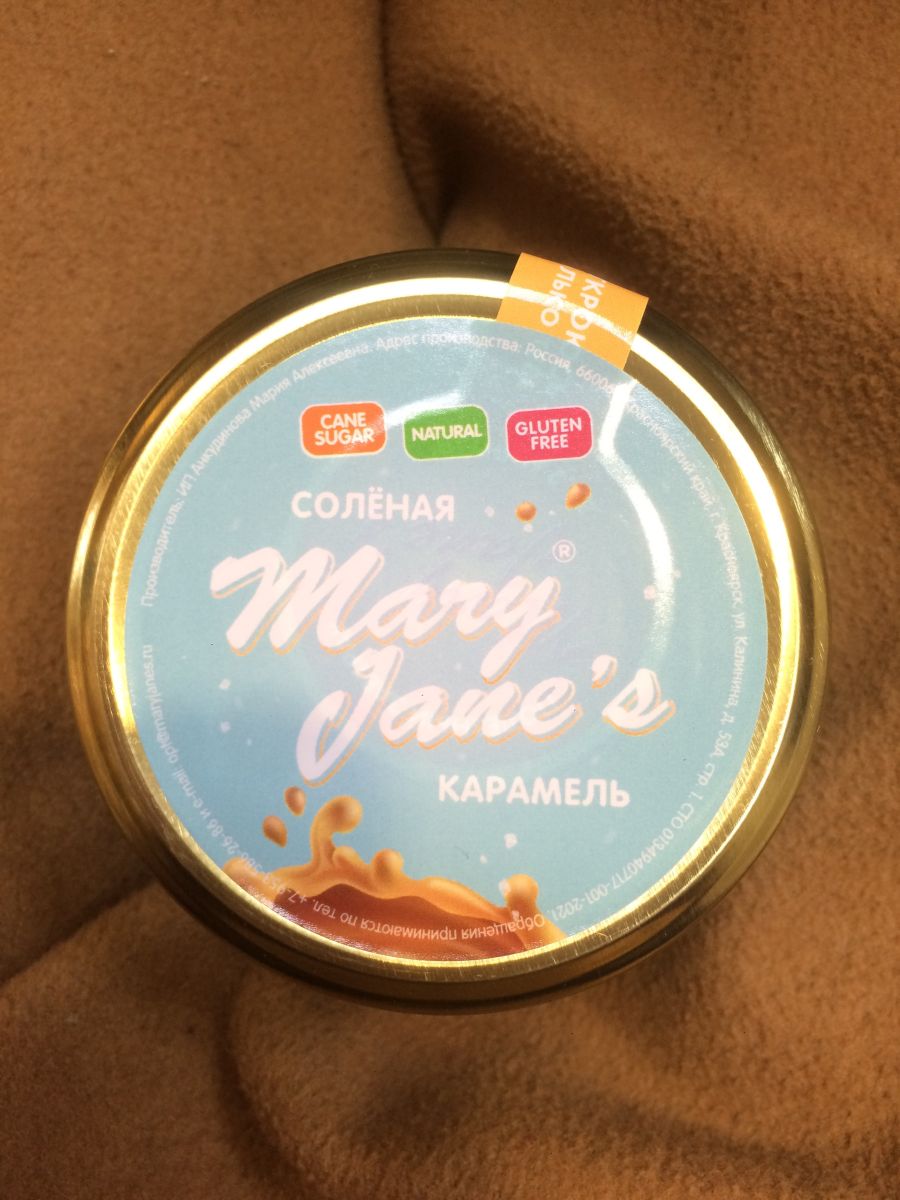 CANE
SUGAR
NATURAL
GLUTEN
FREE
СОЛЁНАЯ
Mary ®
Jane's
КАРАМЕЛЬ
Производитель: ИП Анкудинова Мария Алексеевна. Адрес производства: Россия, Красноярский край, г. Красноярск, ул. Калинина, Д. 53А, стр. 1. СТО 0134940717-001-2021. Обращения принимаются по тел. и e-mail: